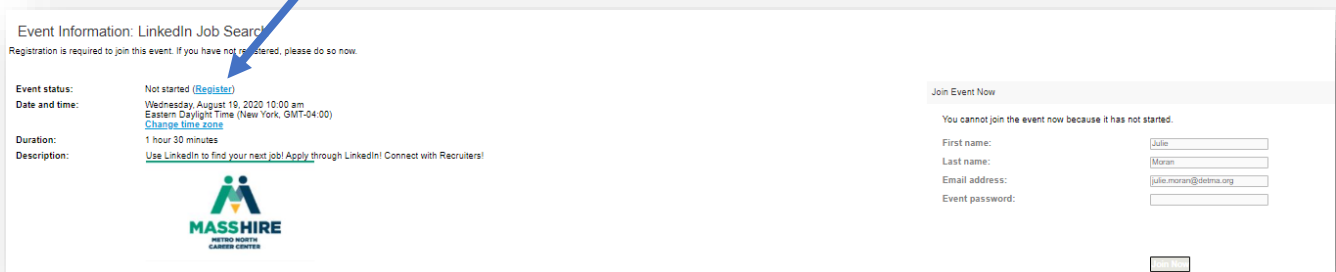 Event Information: LinkedIn Job Search
Registration is required to join this event. If you have not registered, please do so now.
Event status: Not started (Register)
Date and time: Wednesday, August 19, 2020 10:00 am
Eastern Daylight Time (New York, GMT-04:00)
Change time zone
Duration: 1 hour 30 minutes
Description: Use LinkedIn to find your next job! Apply through LinkedIn! Connect with Recruiters!
MASSHIRE
METRO NORTH
CAREER CENTER
Join Event Now
You cannot join the event now because it has not started.
First name: Julie
Last name: Moran
Email address: julie.moran@detma.org
Event password:
Join Now